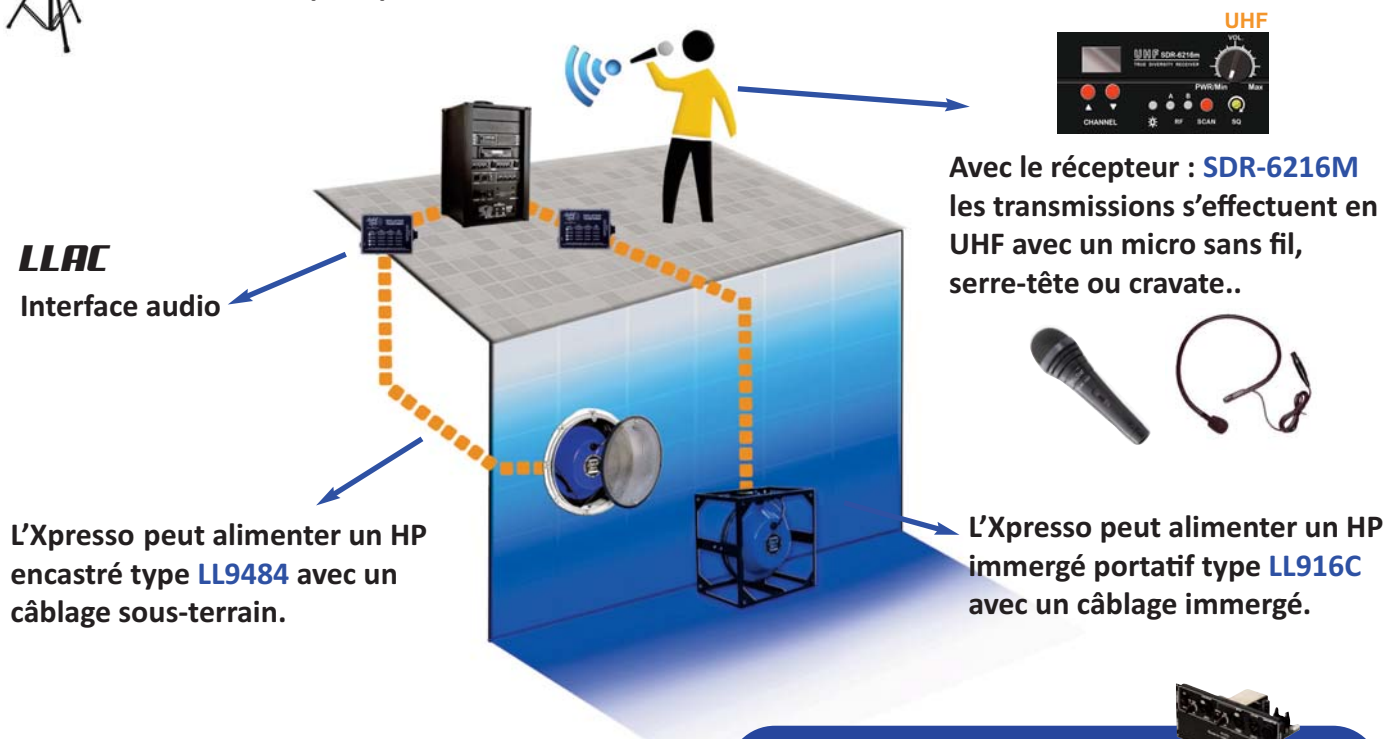 UHF
VOL.
UHF SDR-6216m
TRUE DIVERSITY RECEIVER
PWR/Min
Max
A B
CHANNEL
RF
SCAN
SQ
Avec le récepteur : SDR-6216M
les transmissions s’effectuent en
UHF avec un micro sans fil,
serre-tête ou cravate..
LLAC
Interface audio
L’Xpresso peut alimenter un HP
encastré type LL9484 avec un
câblage sous-terrain.
L’Xpresso peut alimenter un HP
immergé portatif type LL916C
avec un câblage immergé.